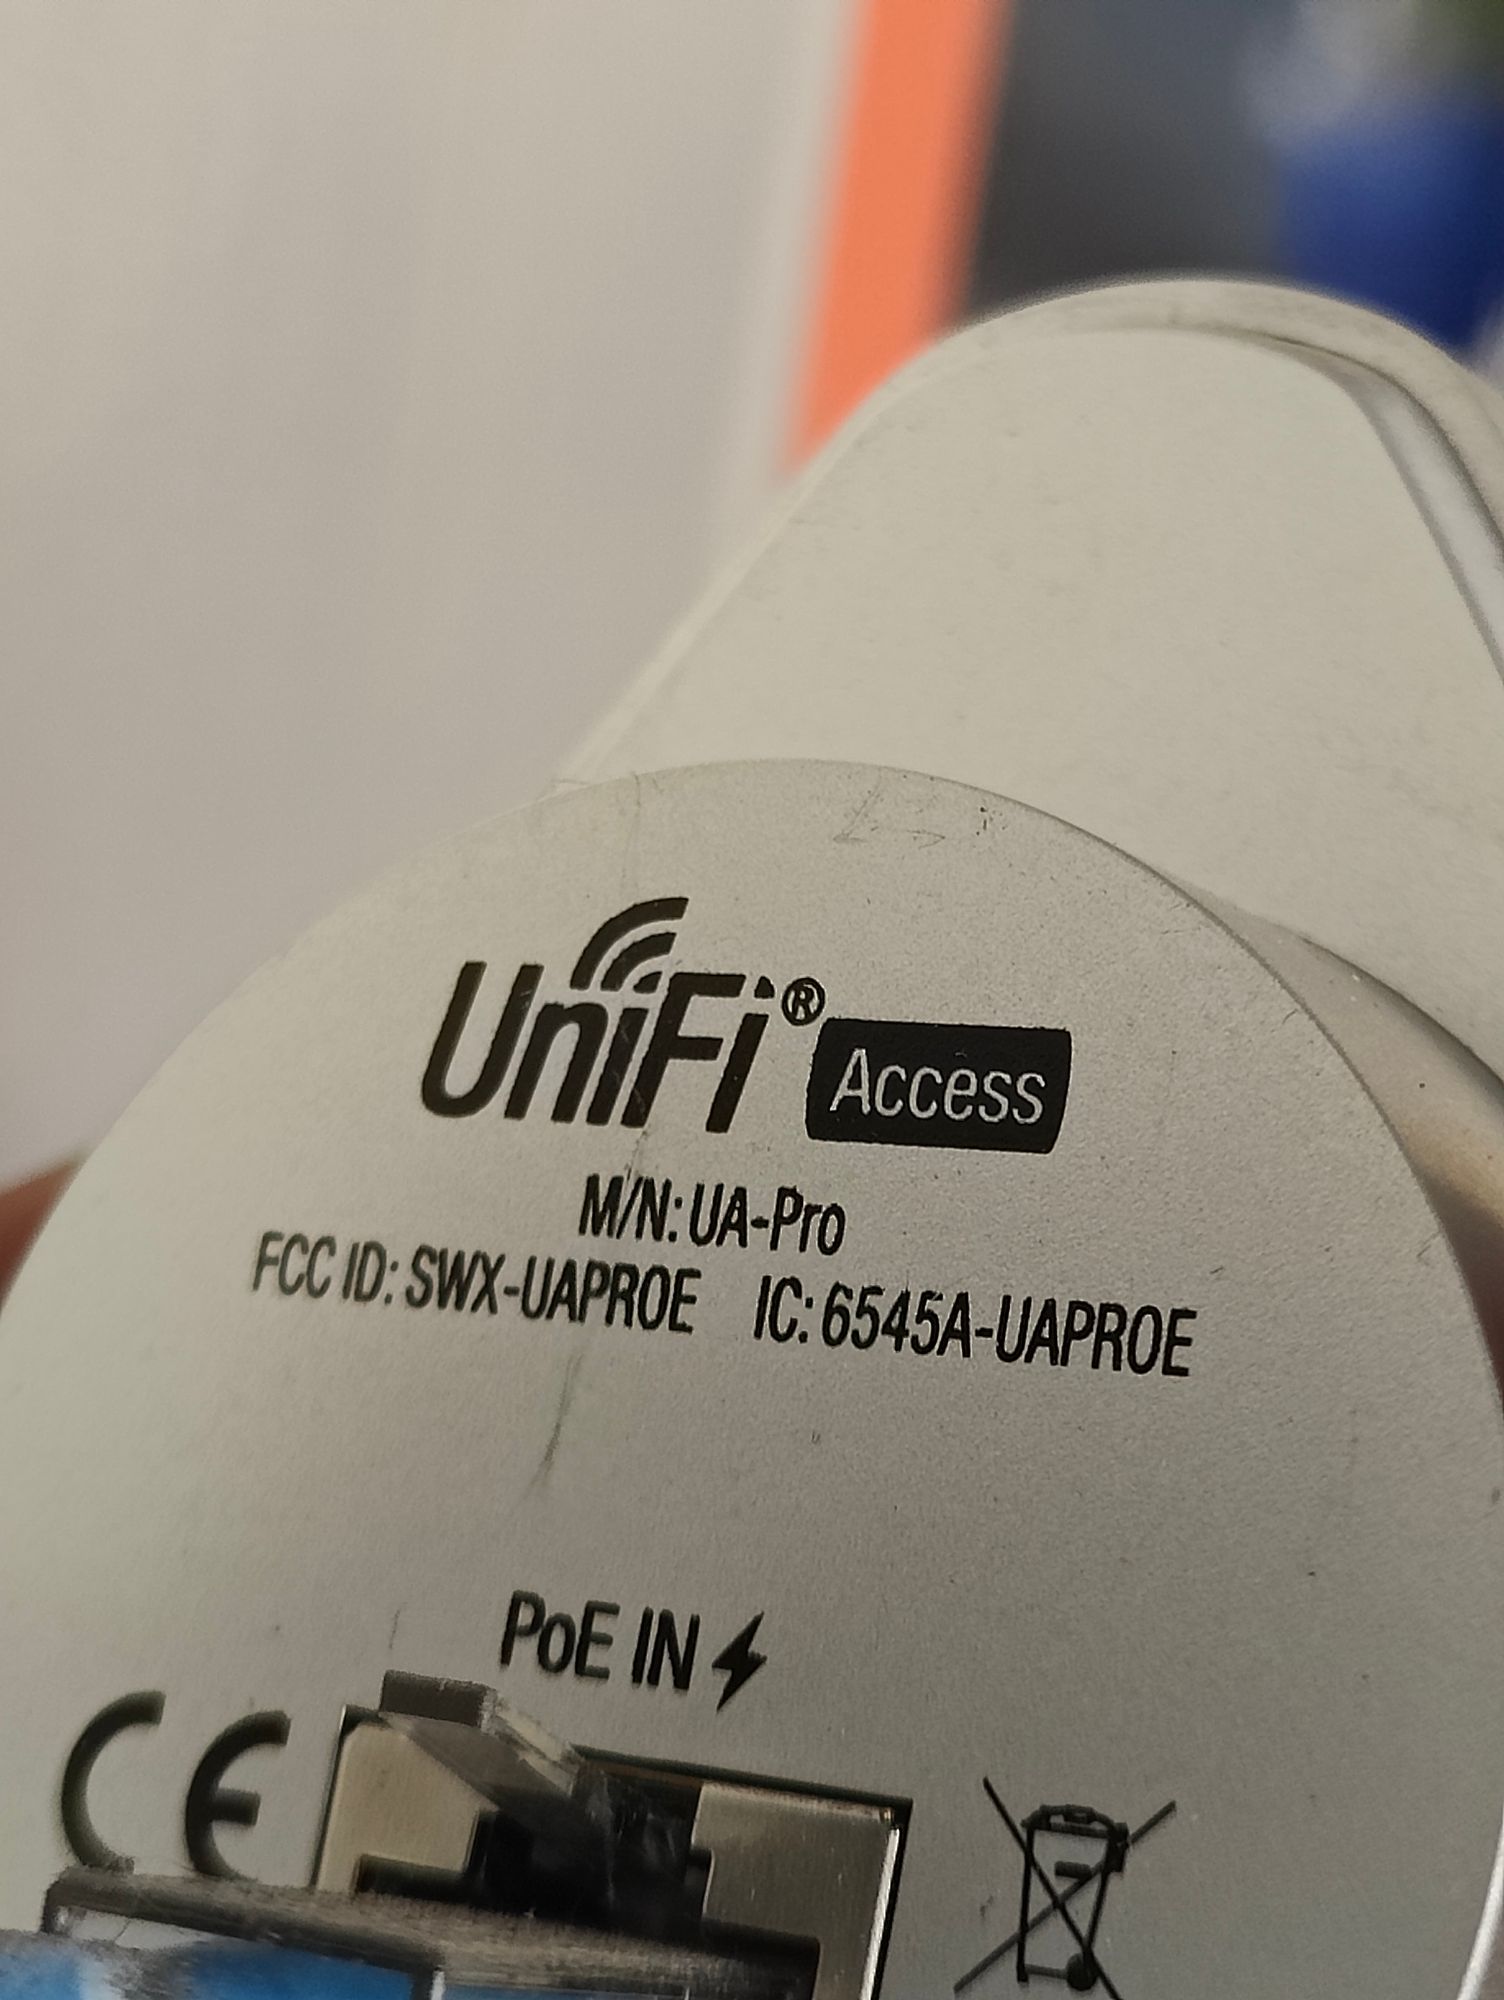 UniFi® Access
M/N: UA-Pro
FCC ID: SWX-UAPROE IC: 6545A-UAPROE
PoE IN
CE